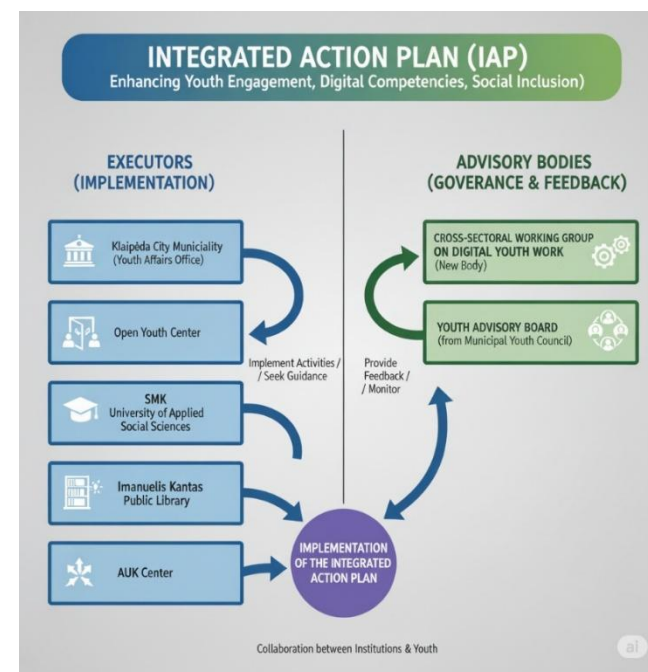 INTEGRATED ACTION PLAN (IAP)
Enhancing Youth Engagement, Digital Competencies, Social Inclusion)
EXECUTORS
(IMPLEMENTATION)
Klaipėda City Municiality
(Youth Affairs Office)
Open Youth Center
SMK
University of Applied
Social Sciences
Imanuelis Kantas
Public Library
AUK Center
Implement Activities /
/ Seek Guidance
ADVISORY BODIES
(GOVERANCE & FEEDBACK)
CROSS-SECTORAL WORKING GROUP
ON DIGITAL YOUTH WORK
(New Body)
YOUTH ADVISORY BOARD
(from Municipal Youth Council)
Provide
Feedback /
/ Monitor
IMPLEMENTATION
OF THE INTEGRATED
ACTION PLAN
Collaboration between Institutions & Youth
ai